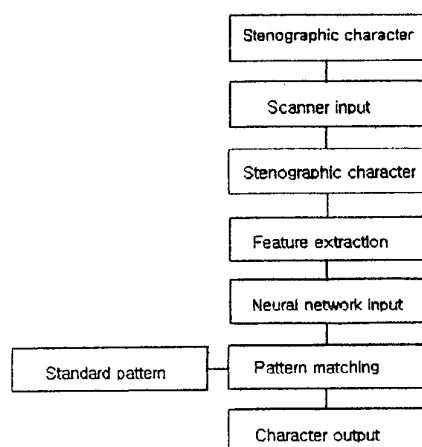 Stenographic character
Scanner input
Stenographic character
Feature extraction
Neural network input
Standard pattern
Pattern matching
Character output